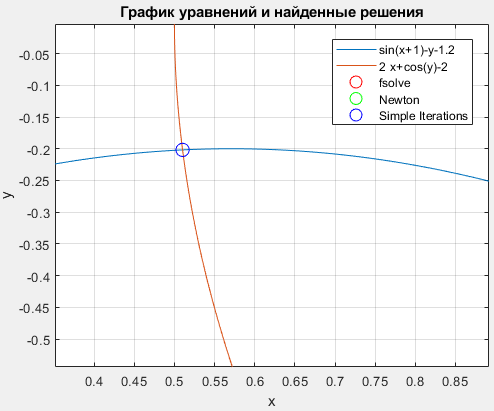 График уравнений и найденные решения
sin(x+1)-y-1.2
2 x+cos(y)-2
fsolve
Newton
Simple Iterations
-0.05
-0.1
-0.15
-0.2
-0.25
-0.3
-0.35
-0.4
-0.45
-0.5
y
0.4 0.45 0.5 0.55 0.6 0.65 0.7 0.75 0.8 0.85
x